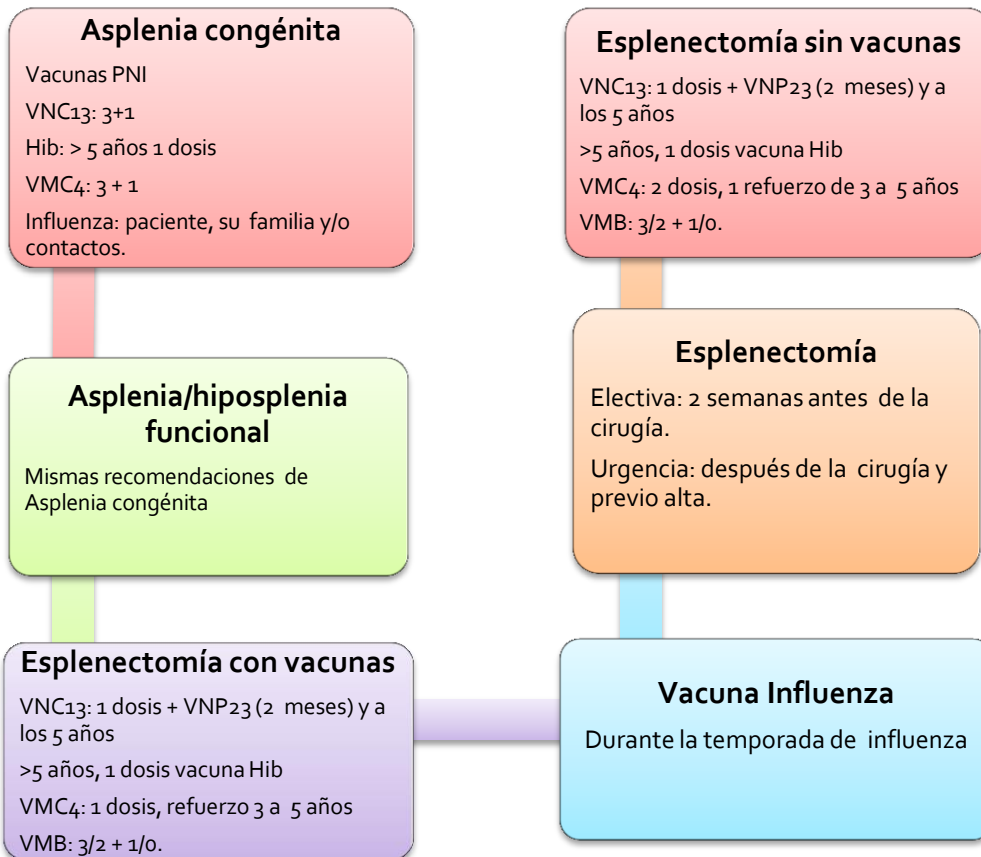 Asplenia congénita
Vacunas PNI
VNC13: 3+1
Hib: > 5 años 1 dosis
VMC4: 3 + 1
Influenza: paciente, su familia y/o
contactos.
Asplenia/hiposplenia
funcional
Mismas recomendaciones de
Asplenia congénita
Esplenectomía con vacunas
VNC13: 1 dosis + VNP23 (2 meses) y a
los 5 años
>5 años, 1 dosis vacuna Hib
VMC4: 1 dosis, refuerzo 3 a 5 años
VMB: 3/2 + 1/0.
Vacuna Influenza
Durante la temporada de influenza
Esplenectomía
Electiva: 2 semanas antes de la
cirugía.
Urgencia: después de la cirugía y
previo alta.
Esplenectomía sin vacunas
VNC13: 1 dosis + VNP23 (2 meses) y a
los 5 años
>5 años, 1 dosis vacuna Hib
VMC4: 2 dosis, 1 refuerzo de 3 a 5 años
VMB: 3/2 + 1/0.